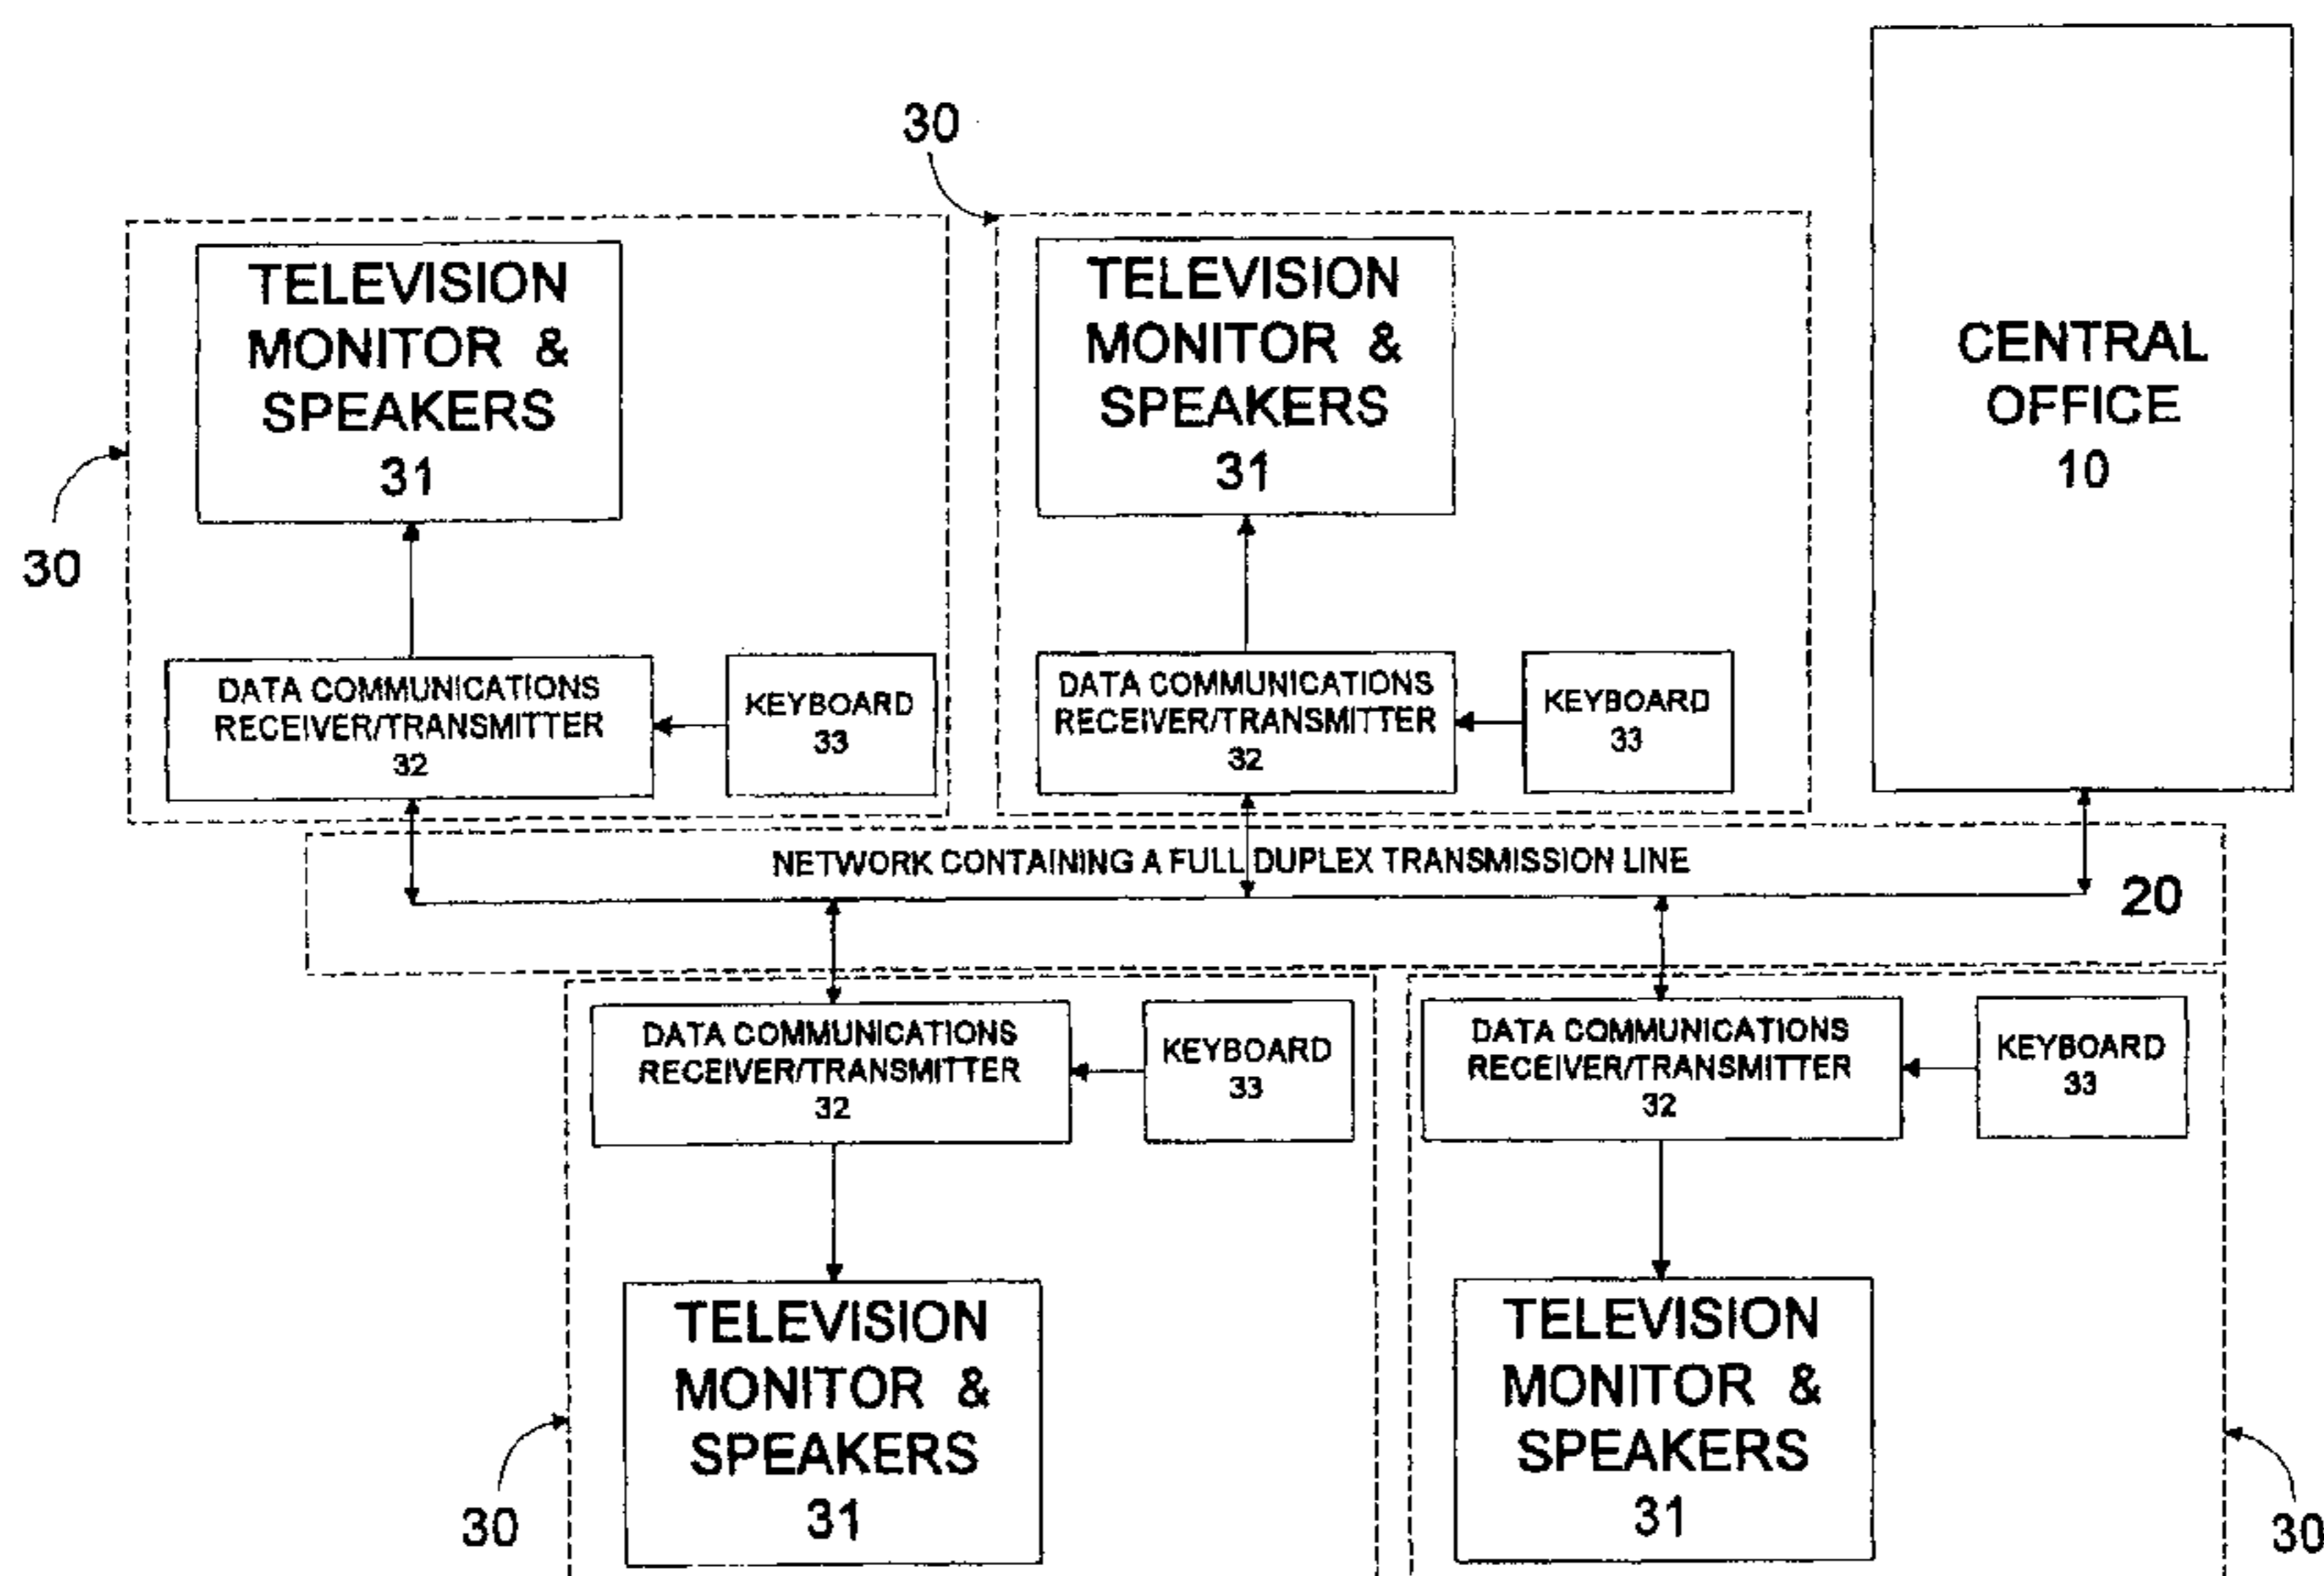 30
TELEVISION
MONITOR &
SPEAKERS
31
30
DATA COMMUNICATIONS
RECEIVER/TRANSMITTER
32
KEYBOARD
33
TELEVISION
MONITOR &
SPEAKERS
31
DATA COMMUNICATIONS
RECEIVER/TRANSMITTER
32
KEYBOARD
33
CENTRAL
OFFICE
10
NETWORK CONTAINING A FULL DUPLEX TRANSMISSION LINE
20
DATA COMMUNICATIONS
RECEIVER/TRANSMITTER
32
KEYBOARD
33
TELEVISION
MONITOR &
SPEAKERS
31
30
DATA COMMUNICATIONS
RECEIVER/TRANSMITTER
32
KEYBOARD
33
TELEVISION
MONITOR &
SPEAKERS
31
30